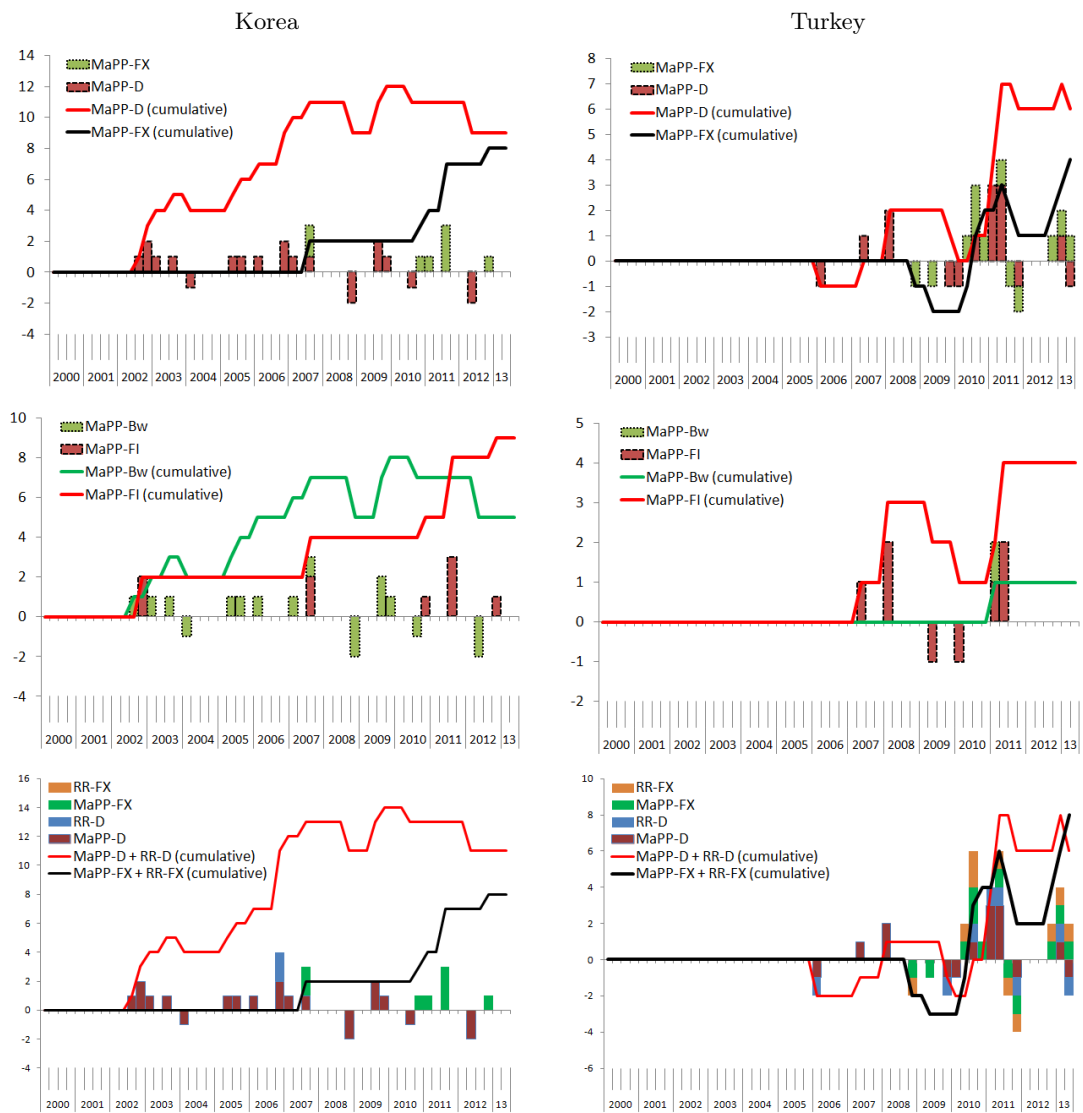 Korea
Turkey
14
12
10
8
6
4
2
0
-2
-4
MaPP-FX
MaPP-D
MaPP-D (cumulative)
MaPP-FX (cumulative)
2000 2001 2002 2003 2004 2005 2006 2007 2008 2009 2010 2011 2012 13
8
7
6
5
4
3
2
1
0
-1
-2
-3
MaPP-FX
MaPP-D
MaPP-D (cumulative)
MaPP-FX (cumulative)
2000 2001 2002 2003 2004 2005 2006 2007 2008 2009 2010 2011 2012 13
10
8
6
4
2
0
-2
-4
MaPP-Bw
MaPP-FI
MaPP-Bw (cumulative)
MaPP-FI (cumulative)
2000 2001 2002 2003 2004 2005 2006 2007 2008 2009 2010 2011 2012 13
5
4
3
2
1
0
-1
-2
MaPP-Bw
MaPP-FI
MaPP-Bw (cumulative)
MaPP-FI (cumulative)
2000 2001 2002 2003 2004 2005 2006 2007 2008 2009 2010 2011 2012 13
16
14
12
10
8
6
4
2
0
-2
-4
RR-FX
MaPP-FX
RR-D
MaPP-D
MaPP-D + RR-D (cumulative)
MaPP-FX + RR-FX (cumulative)
2000 2001 2002 2003 2004 2005 2006 2007 2008 2009 2010 2011 2012 13
10
8
6
4
2
0
-2
-4
-6
RR-FX
MaPP-FX
RR-D
MaPP-D
MaPP-D + RR-D (cumulative)
MaPP-FX + RR-FX (cumulative)
2000 2001 2002 2003 2004 2005 2006 2007 2008 2009 2010 2011 2012 13